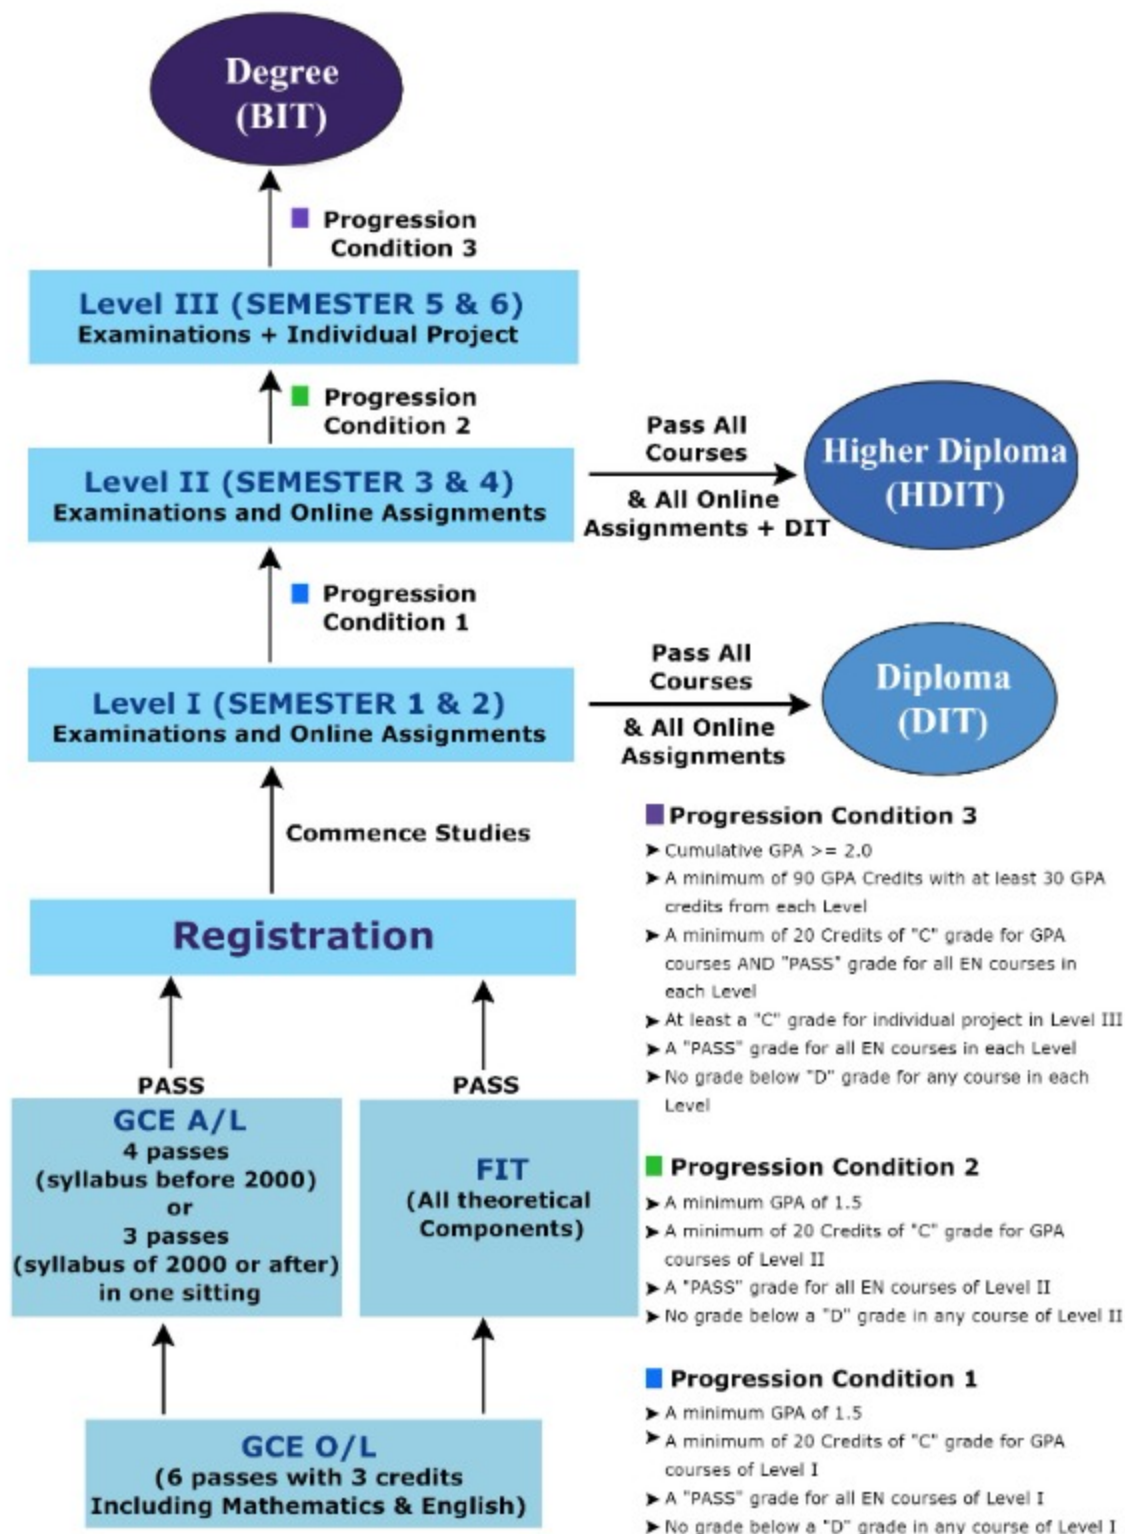 Degree
(BIT)
Progression
Condition 3
Level III (SEMESTER 5 & 6)
Examinations + Individual Project
Progression
Condition 2
Level II (SEMESTER 3 & 4)
Examinations and Online Assignments
Pass All
Courses
& All Online
Assignments + DIT
Higher Diploma
(HDIT)
Progression
Condition 1
Level I (SEMESTER 1 & 2)
Examinations and Online Assignments
Pass All
Courses
& All Online
Assignments
Diploma
(DIT)
Commence Studies
Registration
PASS
PASS
GCE A/L
4 passes
(syllabus before 2000)
or
3 passes
(syllabus of 2000 or after)
in one sitting
FIT
(All theoretical
Components)
GCE O/L
(6 passes with 3 credits
Including Mathematics & English)
Progression Condition 3
➤ Cumulative GPA >= 2.0
➤ A minimum of 90 GPA Credits with at least 30 GPA
credits from each Level
➤ A minimum of 20 Credits of "C" grade for GPA
courses AND "PASS" grade for all EN courses in
each Level
➤ At least a "C" grade for individual project in Level III
➤ A "PASS" grade for all EN courses in each Level
➤ No grade below "D" grade for any course in each
Level
Progression Condition 2
➤ A minimum GPA of 1.5
➤ A minimum of 20 Credits of "C" grade for GPA
courses of Level II
➤ A "PASS" grade for all EN courses of Level II
➤ No grade below a "D" grade in any course of Level II
Progression Condition 1
➤ A minimum GPA of 1.5
➤ A minimum of 20 Credits of "C" grade for GPA
courses of Level I
➤ A "PASS" grade for all EN courses of Level I
➤ No grade below a "D" grade in any course of Level I